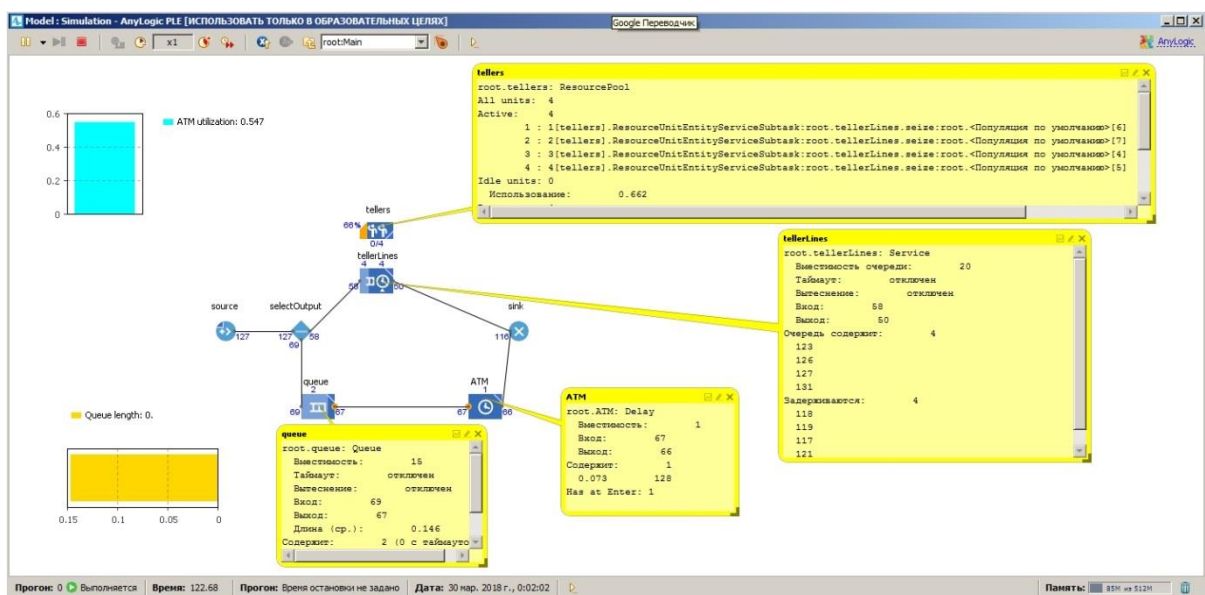 Model : Simulation - AnyLogic PLE [ИСПОЛЬЗОВАТЬ ТОЛЬКО В ОБРАЗОВАТЕЛЬНЫХ ЦЕЛЯХ]
Google Переводчик
x1
root:Main
AnyLogic
0.6
0.4
0.2
0
ATM utilization: 0.547
tellers
root.tellers: ResourcePool
All units: 4
Active: 4
1 : 1[tellers].ResourceUnitEntityServiceSubtask:root.tellerLines.seize:root.<Популяция по умолчанию>[6]
2 : 2[tellers].ResourceUnitEntityServiceSubtask:root.tellerLines.seize:root.<Популяция по умолчанию>[7]
3 : 3[tellers].ResourceUnitEntityServiceSubtask:root.tellerLines.seize:root.<Популяция по умолчанию>[4]
4 : 4[tellers].ResourceUnitEntityServiceSubtask:root.tellerLines.seize:root.<Популяция по умолчанию>[5]
Idle units: 0
Использование: 0.662
tellers
66%
0/4
tellerLines
4 4
58 50
source
127
selectOutput
127 58
69
sink
116
queue
2
69 67
ATM
1
67 66
tellerLines
root.tellerLines: Service
Вместимость очереди: 20
Таймаут: отключен
Вытеснение: отключен
Вход: 58
Выход: 50
Очередь содержит: 4
123
126
127
131
Задерживаются: 4
118
119
117
121
ATM
root.ATM: Delay
Вместимость: 1
Вход: 67
Выход: 66
Содержит: 1
0.073 128
Has at Enter: 1
Queue length: 0.
0.15 0.1 0.05 0
queue
root.queue: Queue
Вместимость: 15
Таймаут: отключен
Вытеснение: отключен
Вход: 69
Выход: 67
Длина (ср.): 0.146
Содержит: 2 (0 с таймауто
Прогон: 0 Выполняется Время: 122.68 Прогон: Время остановки не задано Дата: 30 мар. 2018 г., 0:02:02 Память: 85M из 512M